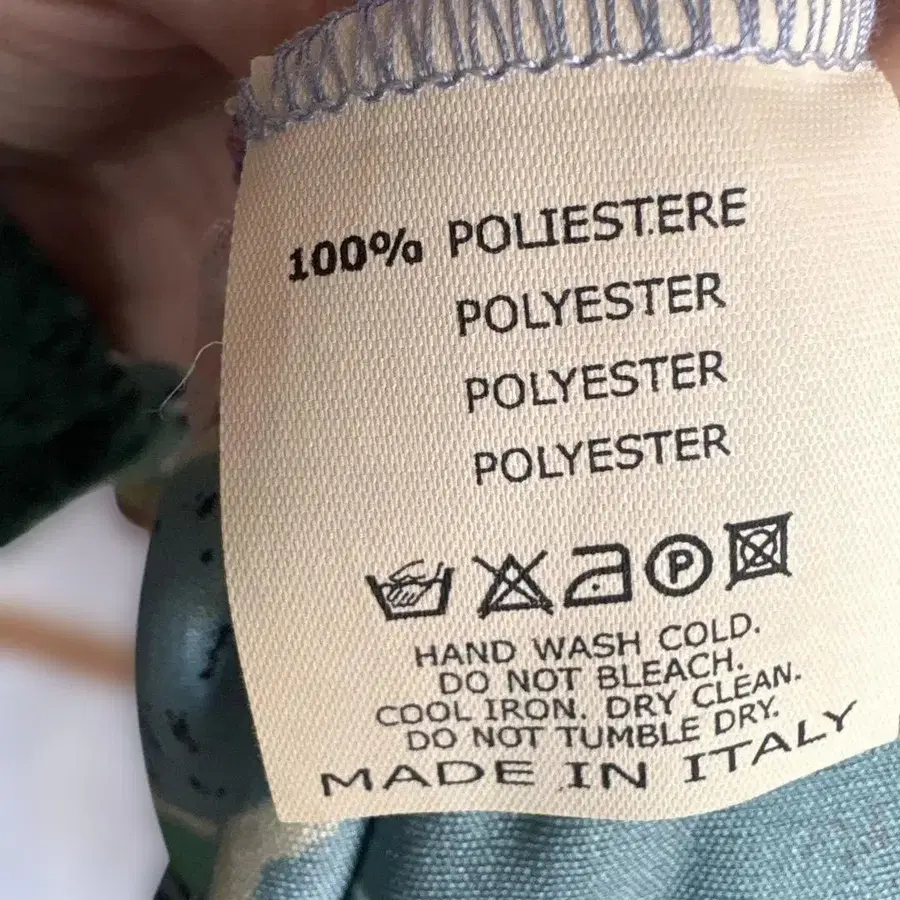 100% POLIESTERE
POLYESTER
POLYESTER
POLYESTER
P
HAND WASH COLD.
DO NOT BLEACH.
COOL IRON. DRY CLEAN.
DO NOT TUMBLE DRY.
MADE IN ITALY